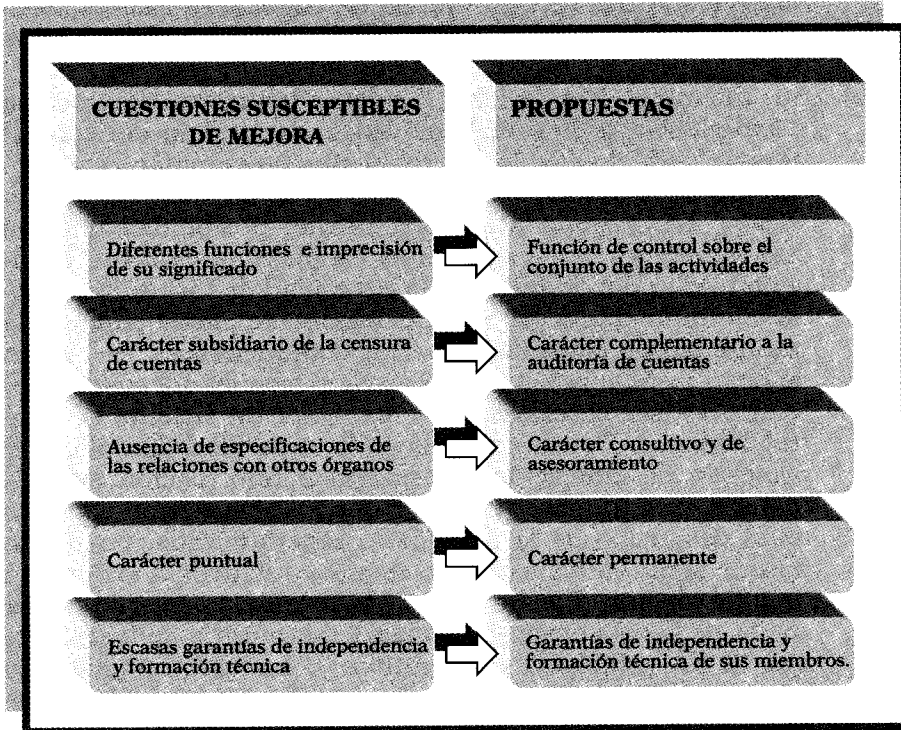 CUESTIONES SUSCEPTIBLES
DE MEJORA
PROPUESTAS
Diferentes funciones e imprecisión
de su significado
Función de control sobre el
conjunto de las actividades
Carácter subsidiario de la censura
de cuentas
Carácter complementario a la
auditoría de cuentas
Ausencia de especificaciones de
las relaciones con otros órganos
Carácter consultivo y de
asesoramiento
Carácter puntual
Carácter permanente
Escasas garantías de independencia
y formación técnica
Garantías de independencia y
formación técnica de sus miembros.